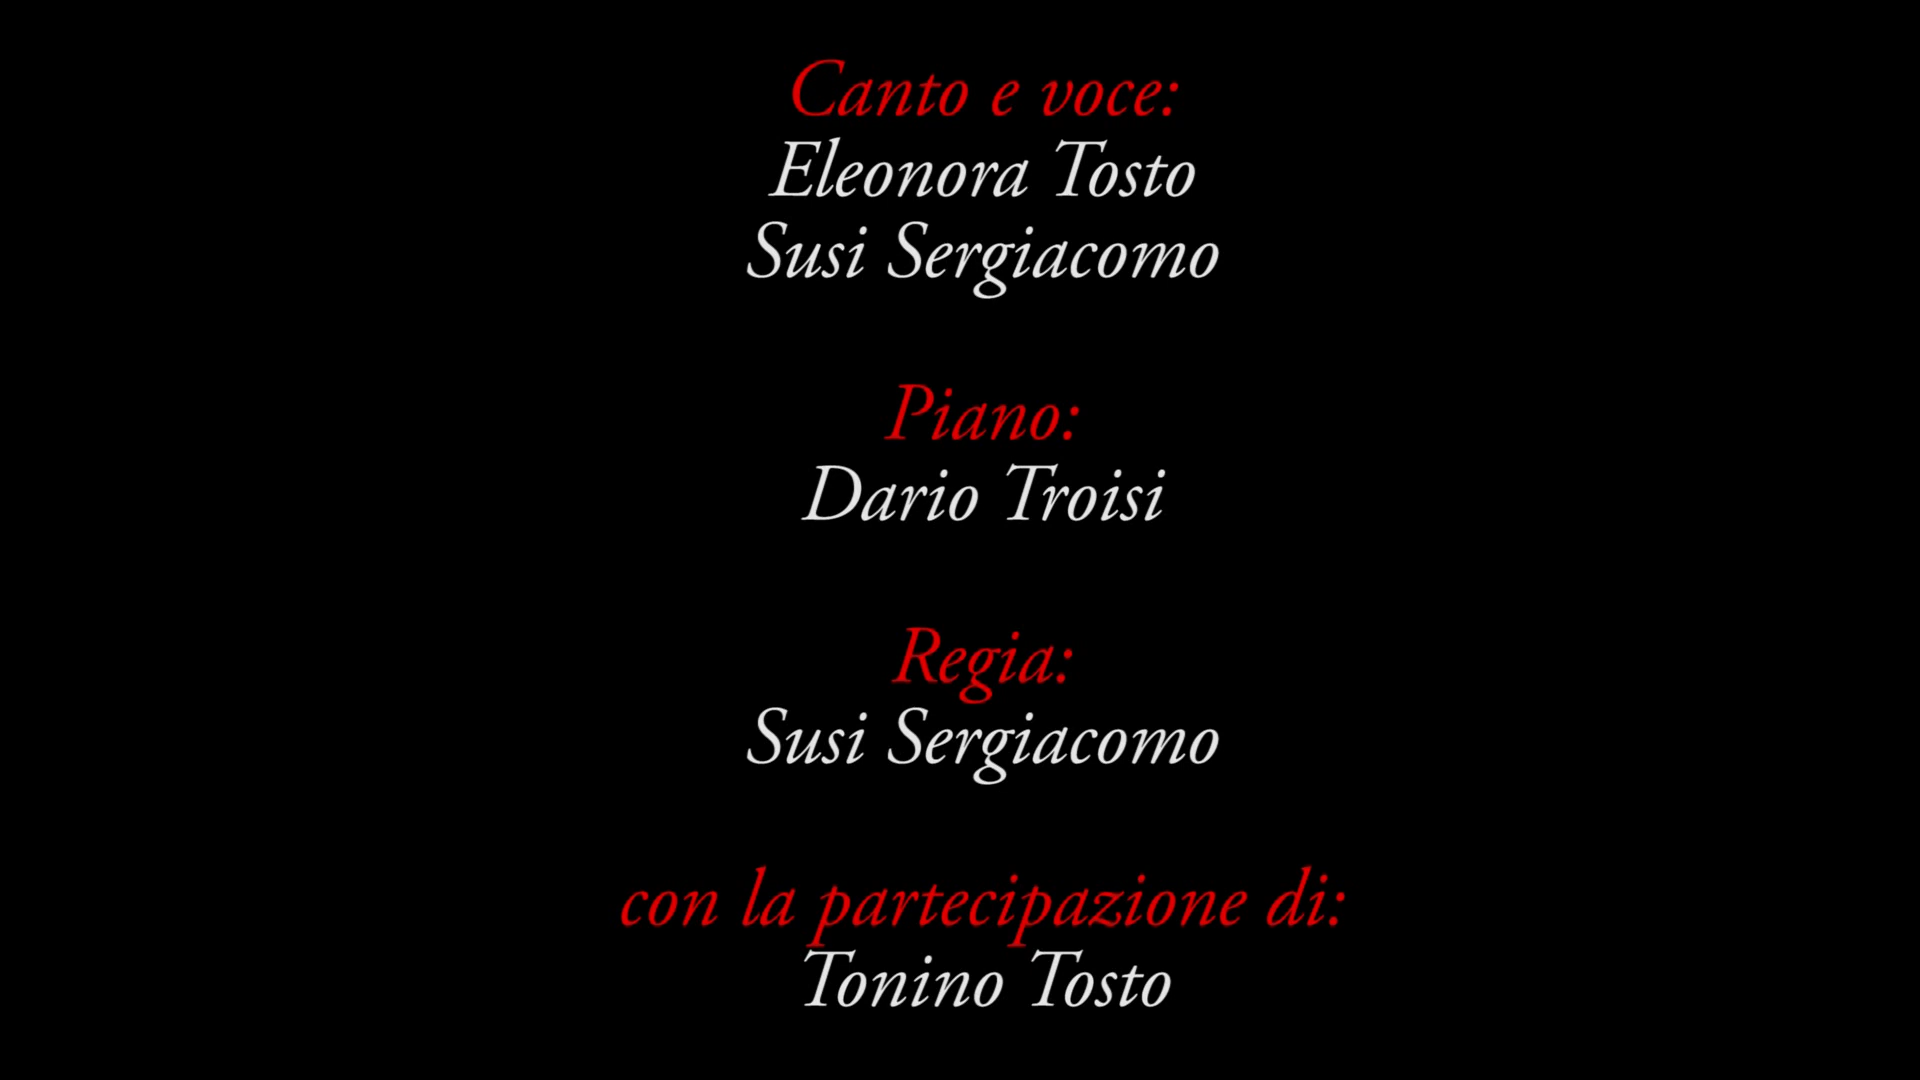 Canto e voce:
Eleonora Tosto
Susi Sergiacomo
Piano:
Dario Troisi
Regia:
Susi Sergiacomo
con la partecipazione di:
Tonino Tosto